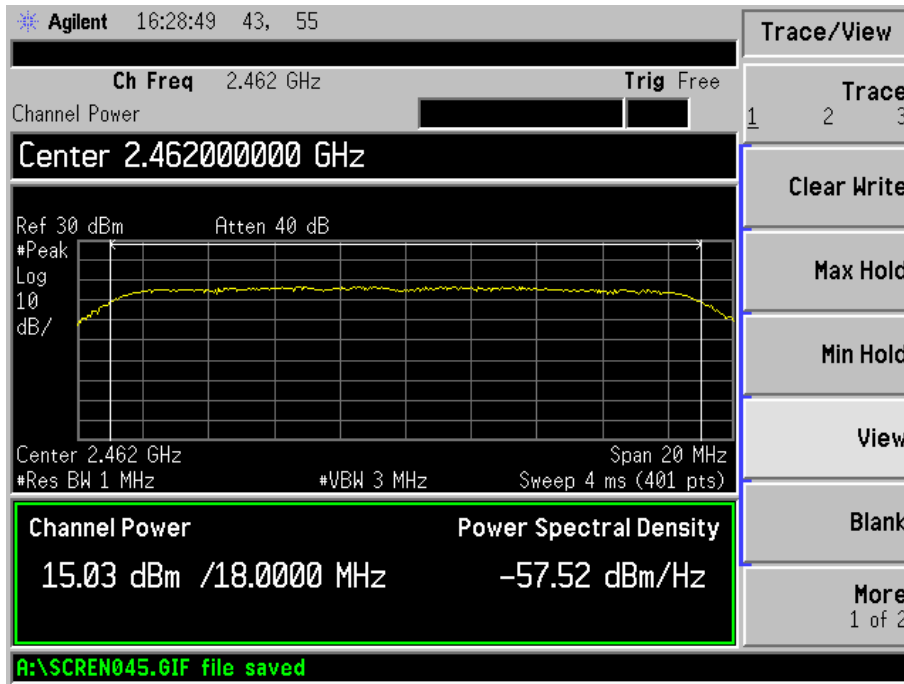 Agilent 16:28:49 43, 55
Trace/View
Ch Freq 2.462 GHz Trig Free
Channel Power
Trace
1 2 3
Center 2.462000000 GHz
Clear Write
Ref 30 dBm Atten 40 dB
#Peak
Log
10
dB/
Max Hold
Min Hold
View
Center 2.462 GHz Span 20 MHz
#Res BW 1 MHz #VBW 3 MHz Sweep 4 ms (401 pts)
Channel Power Power Spectral Density
15.03 dBm /18.0000 MHz -57.52 dBm/Hz
Blank
More
1 of 2
A:\SCREN045.GIF file saved